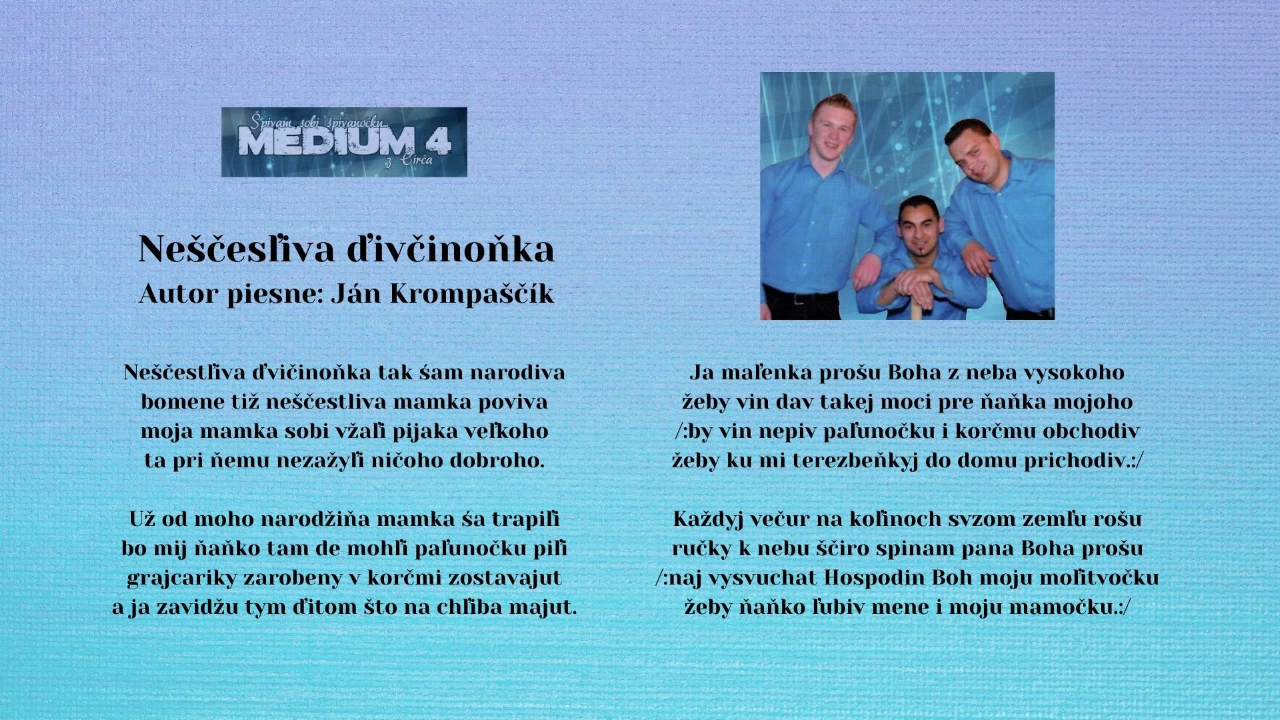 Śpivam sobi śpivanočku...
MEDIUM 4
z Čirča
Neščesľiva ďivčinoňka
Autor piesne: Ján Krompaščík
Neščestľiva ďvičinoňka tak śam narodiva
bomene tiž neščestliva mamka poviva
moja mamka sobi vžaľi pijaka veľkoho
ta pri ňemu nezažyľi ničoho dobroho.
Už od moho narodžiňa mamka śa trapiľi
bo mij ňaňko tam de mohľi paľunočku piľi
grajcariky zarobeny v korčmi zostavajut
a ja zavidžu tym ďitom što na chľiba majut.
Ja maľenka prošu Boha z neba vysokoho
žeby vin dav takej moci pre ňaňka mojoho
/:by vin nepiv paľunočku i korčmu obchodiv
žeby ku mi terezbeňkyj do domu prichodiv.:/
Každyj večur na koľinoch svzom zemľu rošu
ručky k nebu ščiro spinam pana Boha prošu
/:naj vysvuchat Hospodin Boh moju moľitvočku
žeby ňaňko ľubiv mene i moju mamočku.:/